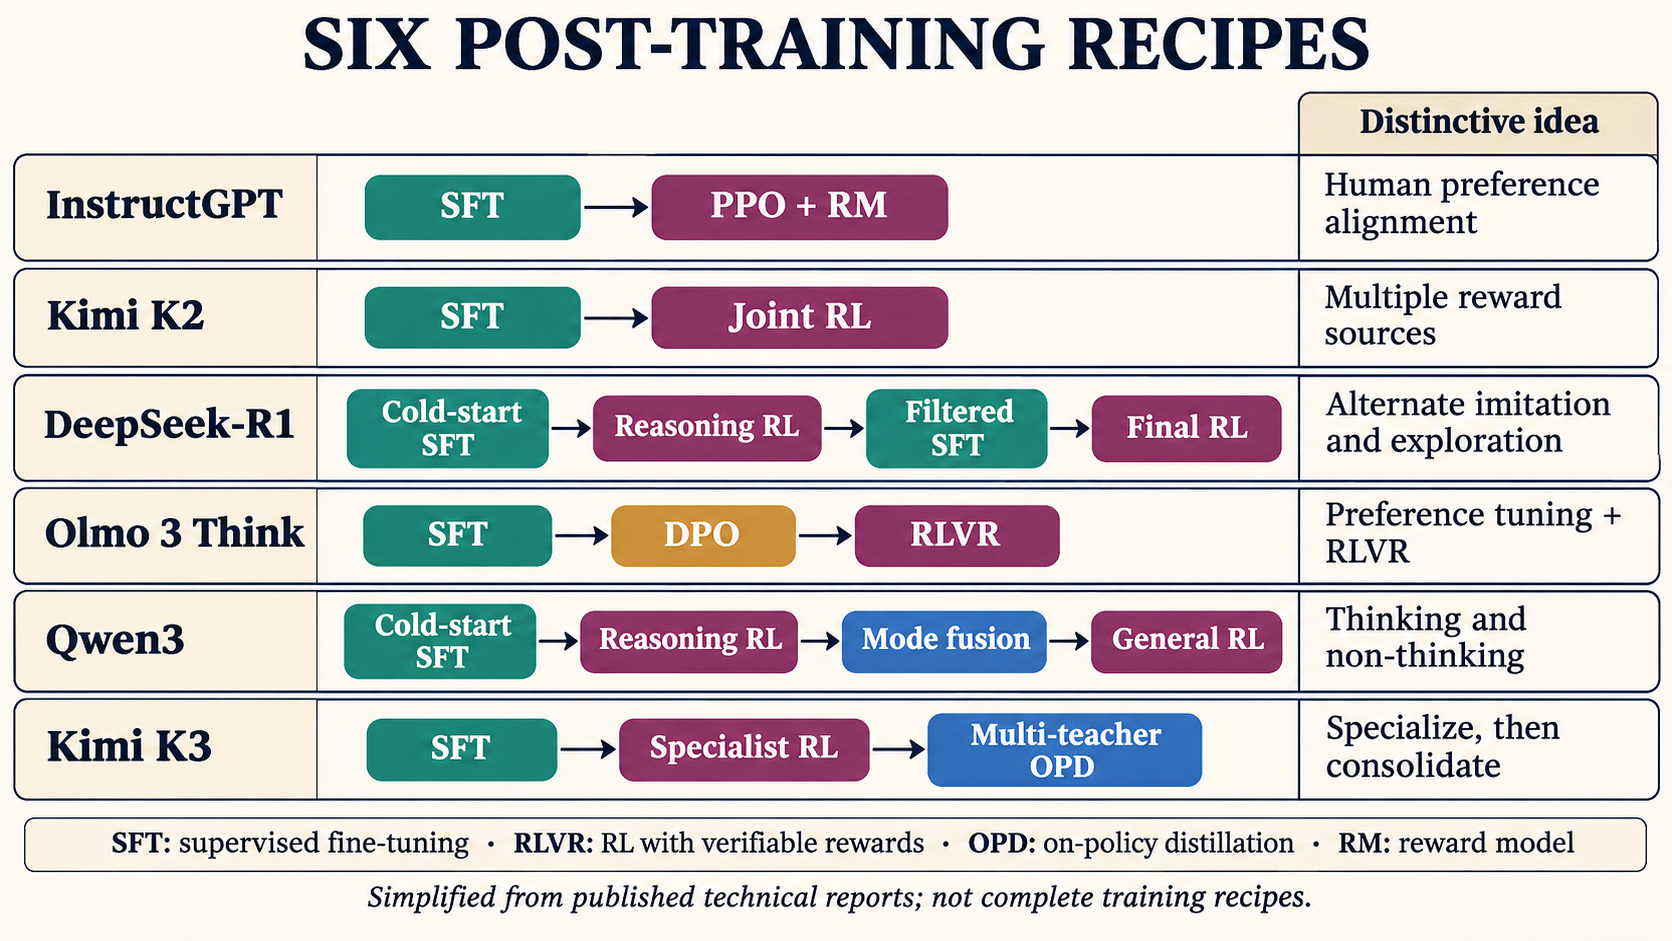 SIX POST-TRAINING RECIPES
Distinctive idea
InstructGPT
SFT
PPO + RM
Human preference
alignment
Kimi K2
SFT
Joint RL
Multiple reward
sources
DeepSeek-R1
Cold-start
SFT
Reasoning RL
Filtered
SFT
Final RL
Alternate imitation
and exploration
Olmo 3 Think
SFT
DPO
RLVR
Preference tuning +
RLVR
Qwen3
Cold-start
SFT
Reasoning RL
Mode fusion
General RL
Thinking and
non-thinking
Kimi K3
SFT
Specialist RL
Multi-teacher
OPD
Specialize, then
consolidate
SFT: supervised fine-tuning · RLVR: RL with verifiable rewards · OPD: on-policy distillation · RM: reward model
Simplified from published technical reports; not complete training recipes.